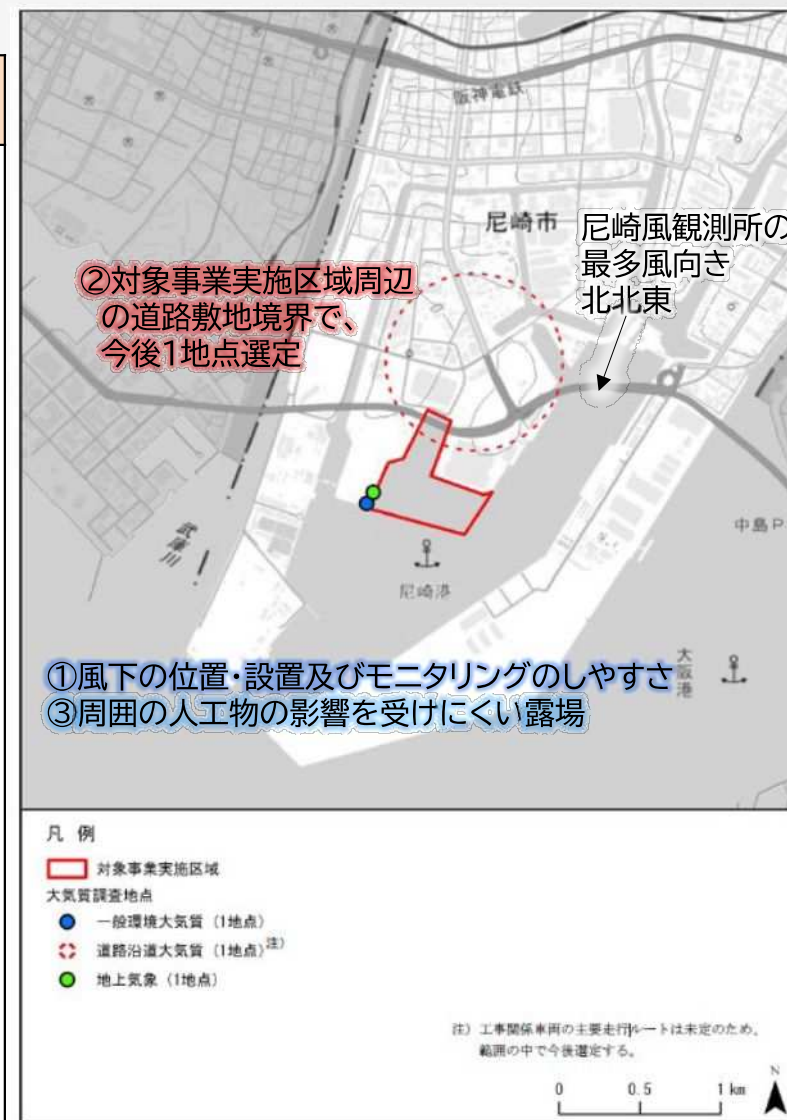 阪神電鉄
尼崎市
尼崎風観測所の
最多風向き
北北東
②対象事業実施区域周辺
の道路敷地境界で、
今後1地点選定
武庫川
中島P
尼崎港
大阪港
①風下の位置・設置及びモニタリングのしやすさ
③周囲の人工物の影響を受けにくい露場
凡 例
対象事業実施区域
大気質調査地点
一般環境大気質（1地点）
道路沿道大気質（1地点）注）
地上気象（1地点）
注）工事関係車両の主要走行ルートは未定のため、
範囲の中で今後選定する。
N
0 0.5 1 km